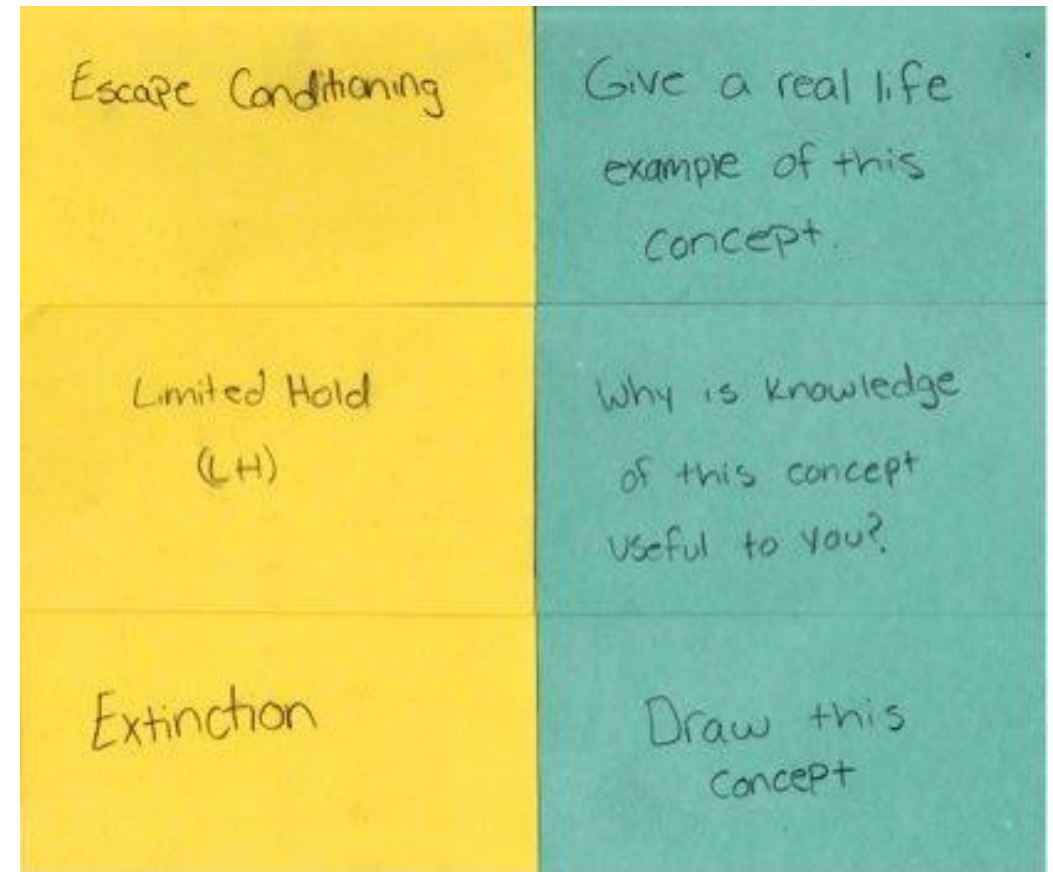 Escape Conditioning
Give a real life
example of this
concept.
Limited Hold
(LH)
Why is knowledge
of this concept
useful to you?
Extinction
Draw this
concept